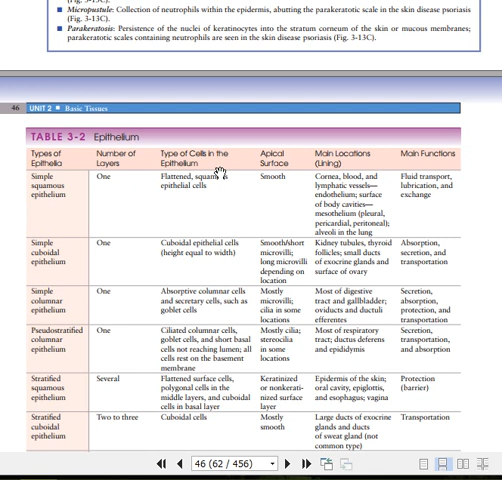 Micropustule: Collection of neutrophils within the epidermis, abutting the parakeratotic scale in the skin disease psoriasis
(Fig. 3-13C).
Parakeratosis: Persistence of the nuclei of keratinocytes into the stratum corneum of the skin or mucous membranes;
parakeratotic scales containing neutrophils are seen in the skin disease psoriasis (Fig. 3-13C).
46 UNIT 2 ■ Basic Tissues
TABLE 3-2 Epithelium
Types of Epithelia Number of Layers Type of Cells in the Epithelium Apical Surface Main Locations (Lining) Main Functions
Simple squamous epithelium One Flattened, epithelial cells Smooth Cornea, blood, and lymphatic vessels—endothelium; surface of body cavities—mesothelium (pleural, pericardial, peritoneal); alveoli in the lung Fluid transport, lubrication, and exchange
Simple cuboidal epithelium One Cuboidal epithelial cells (height equal to width) Smooth/short microvilli; long microvilli depending on location Kidney tubules, thyroid follicles; small ducts of exocrine glands and surface of ovary Absorption, secretion, and transportation
Simple columnar epithelium One Absorptive columnar cells and secretory cells, such as goblet cells Mostly microvilli; cilia in some locations Most of digestive tract and gallbladder; oviducts and ductuli efferentes Secretion, absorption, protection, and transportation
Pseudostratified columnar epithelium One Ciliated columnar cells, goblet cells, and short basal cells not reaching lumen; all cells rest on the basement membrane Mostly cilia; stereocilia in some locations Most of respiratory tract; ductus deferens and epididymis Secretion, transportation, and absorption
Stratified squamous epithelium Several Flattened surface cells, polygonal cells in the middle layers, and cuboidal cells in basal layer Keratinized or nonkeratinized surface layer Epidermis of the skin; oral cavity, epiglottis, and esophagus; vagina Protection (barrier)
Stratified cuboidal epithelium Two to three Cuboidal cells Mostly smooth Large ducts of exocrine glands and ducts of sweat gland (not common type) Transportation
46 (62 / 456)